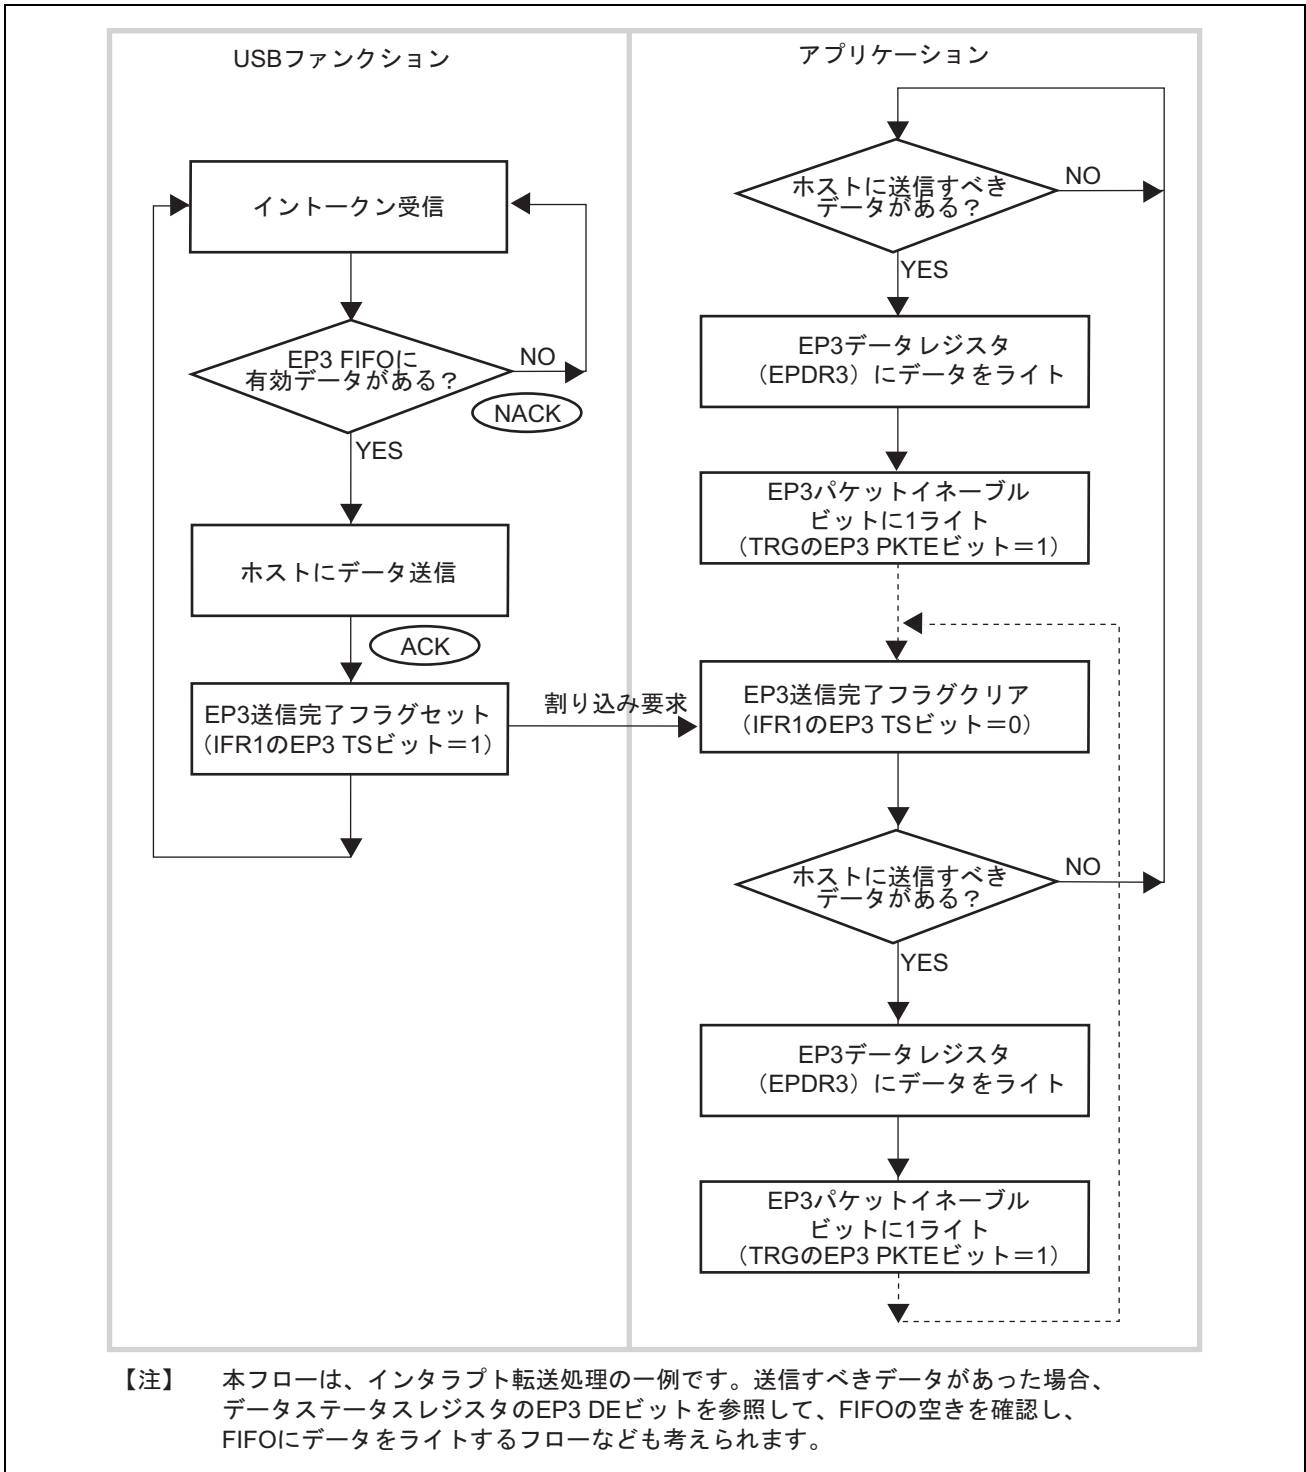 USBファンクション
イントークン受信
EP3 FIFOに
有効データがある？
NO
NACK
YES
ホストにデータ送信
ACK
EP3送信完了フラグセット
（IFR1のEP3 TSビット＝1）
割り込み要求
アプリケーション
ホストに送信すべき
データがある？
NO
YES
EP3データレジスタ
（EPDR3）にデータをライト
EP3パケットイネーブル
ビットに1ライト
（TRGのEP3 PKTEビット＝1）
EP3送信完了フラグクリア
（IFR1のEP3 TSビット＝0）
ホストに送信すべき
データがある？
NO
YES
EP3データレジスタ
（EPDR3）にデータをライト
EP3パケットイネーブル
ビットに1ライト
（TRGのEP3 PKTEビット＝1）
【注】 本フローは、インタラプト転送処理の一例です。送信すべきデータがあった場合、
データステータスレジスタのEP3 DEビットを参照して、FIFOの空きを確認し、
FIFOにデータをライトするフローなども考えられます。